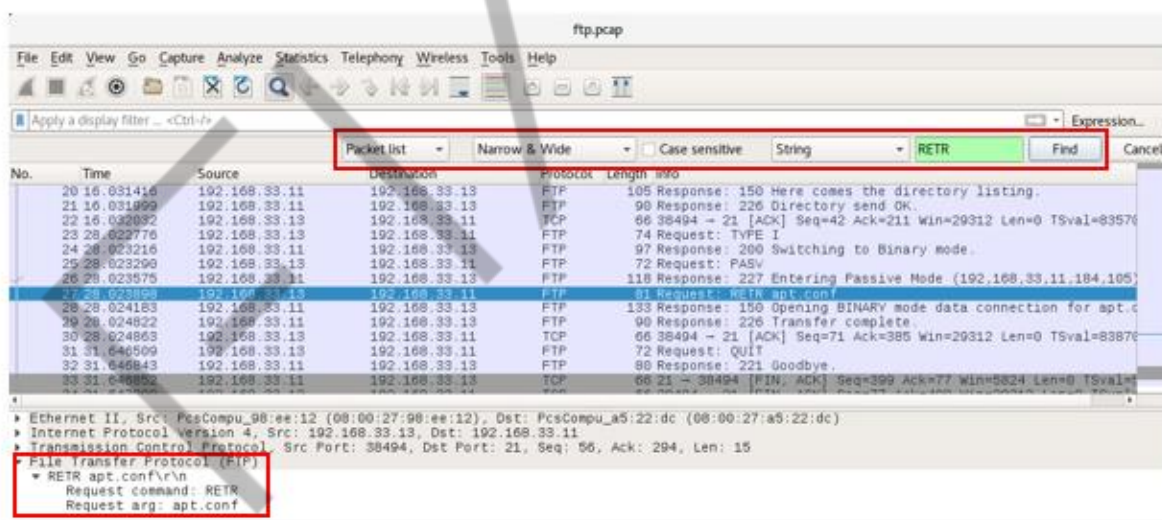 ftp.pcap
File Edit View Go Capture Analyze Statistics Telephony Wireless Tools Help
Apply a display filter ... <Ctrl-/> Expression...
Packet list Narrow & Wide Case sensitive String RETR Find Cancel
No. Time Source Destination Protocol Length Info
20 16.031416 192.168.33.11 192.168.33.13 FTP 105 Response: 150 Here comes the directory listing.
21 16.031999 192.168.33.11 192.168.33.13 FTP 90 Response: 226 Directory send OK.
22 16.032032 192.168.33.13 192.168.33.11 TCP 66 38494 → 21 [ACK] Seq=42 Ack=211 Win=29312 Len=0 TSval=83570
23 28.022776 192.168.33.13 192.168.33.11 FTP 74 Request: TYPE I
24 28.023216 192.168.33.11 192.168.33.13 FTP 97 Response: 200 Switching to Binary mode.
25 28.023290 192.168.33.13 192.168.33.11 FTP 72 Request: PASV
26 28.023575 192.168.33.11 192.168.33.13 FTP 118 Response: 227 Entering Passive Mode (192,168,33,11,184,105)
27 28.023898 192.168.33.13 192.168.33.11 FTP 81 Request: RETR apt.conf
28 28.024183 192.168.33.11 192.168.33.13 FTP 133 Response: 150 Opening BINARY mode data connection for apt.c
29 28.024822 192.168.33.11 192.168.33.13 FTP 90 Response: 226 Transfer complete.
30 28.024863 192.168.33.13 192.168.33.11 TCP 66 38494 → 21 [ACK] Seq=71 Ack=385 Win=29312 Len=0 TSval=83870
31 31.646509 192.168.33.13 192.168.33.11 FTP 72 Request: QUIT
32 31.646843 192.168.33.11 192.168.33.13 FTP 80 Response: 221 Goodbye.
33 31.646852 192.168.33.11 192.168.33.13 TCP 66 21 → 38494 [FIN, ACK] Seq=399 Ack=77 Win=5824 Len=0
Ethernet II, Src: PcsCompu_98:ee:12 (08:00:27:98:ee:12), Dst: PcsCompu_a5:22:dc (08:00:27:a5:22:dc)
Internet Protocol Version 4, Src: 192.168.33.13, Dst: 192.168.33.11
Transmission Control Protocol, Src Port: 38494, Dst Port: 21, Seq: 56, Ack: 294, Len: 15
File Transfer Protocol (FTP)
RETR apt.conf\r\n
Request command: RETR
Request arg: apt.conf